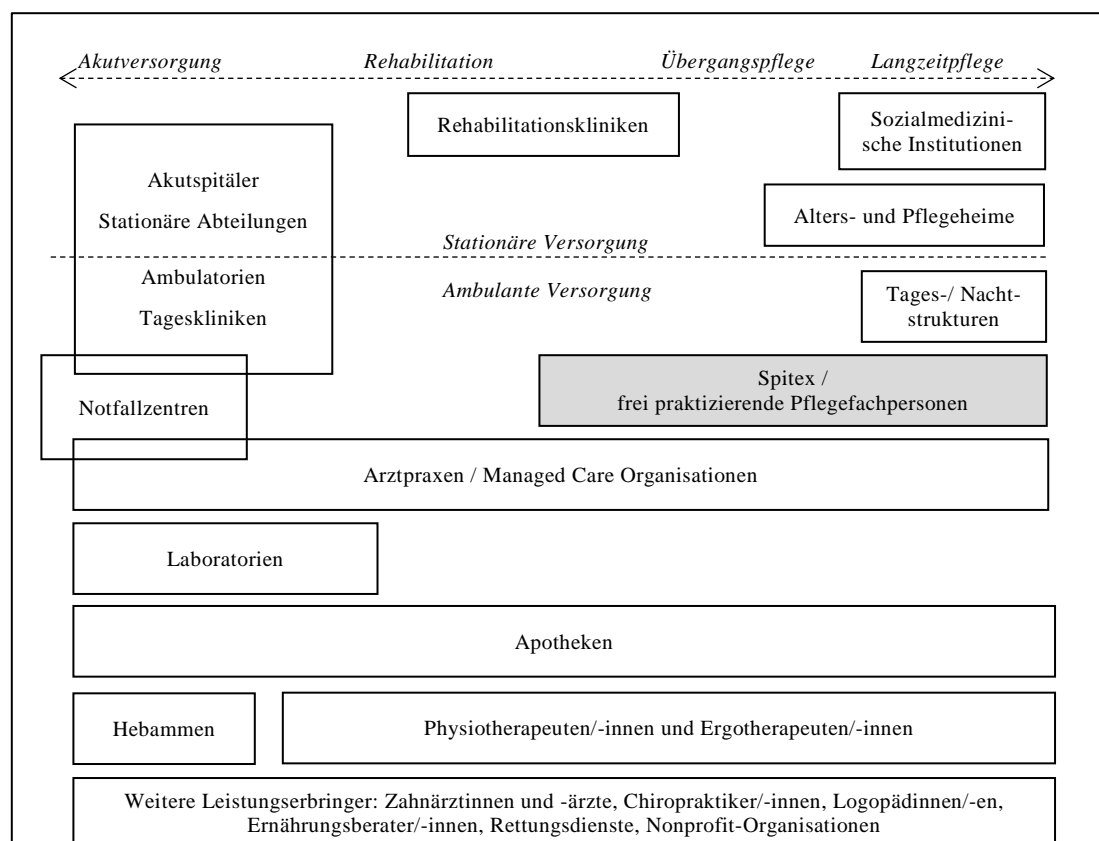 Akutversorgung Rehabilitation Übergangspflege Langzeitpflege
Rehabilitationskliniken
Sozialmedizini-
sche Institutionen
Akutspitäler
Stationäre Abteilungen
Alters- und Pflegeheime
Stationäre Versorgung
Ambulatorien
Tageskliniken
Ambulante Versorgung
Tages-/ Nacht-
strukturen
Spitex /
frei praktizierende Pflegefachpersonen
Notfallzentren
Arztpraxen / Managed Care Organisationen
Laboratorien
Apotheken
Hebammen
Physiotherapeuten/-innen und Ergotherapeuten/-innen
Weitere Leistungserbringer: Zahnärztinnen und -ärzte, Chiropraktiker/-innen, Logopädinnen/-en,
Ernährungsberater/-innen, Rettungsdienste, Nonprofit-Organisationen